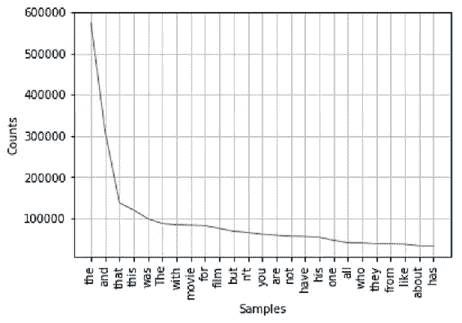 600000
500000
400000
300000
200000
100000
Counts
the
and
that
this
was
The
with
movie
for
film
but
n't
you
are
not
have
his
one
all
who
they
from
like
about
has
Samples